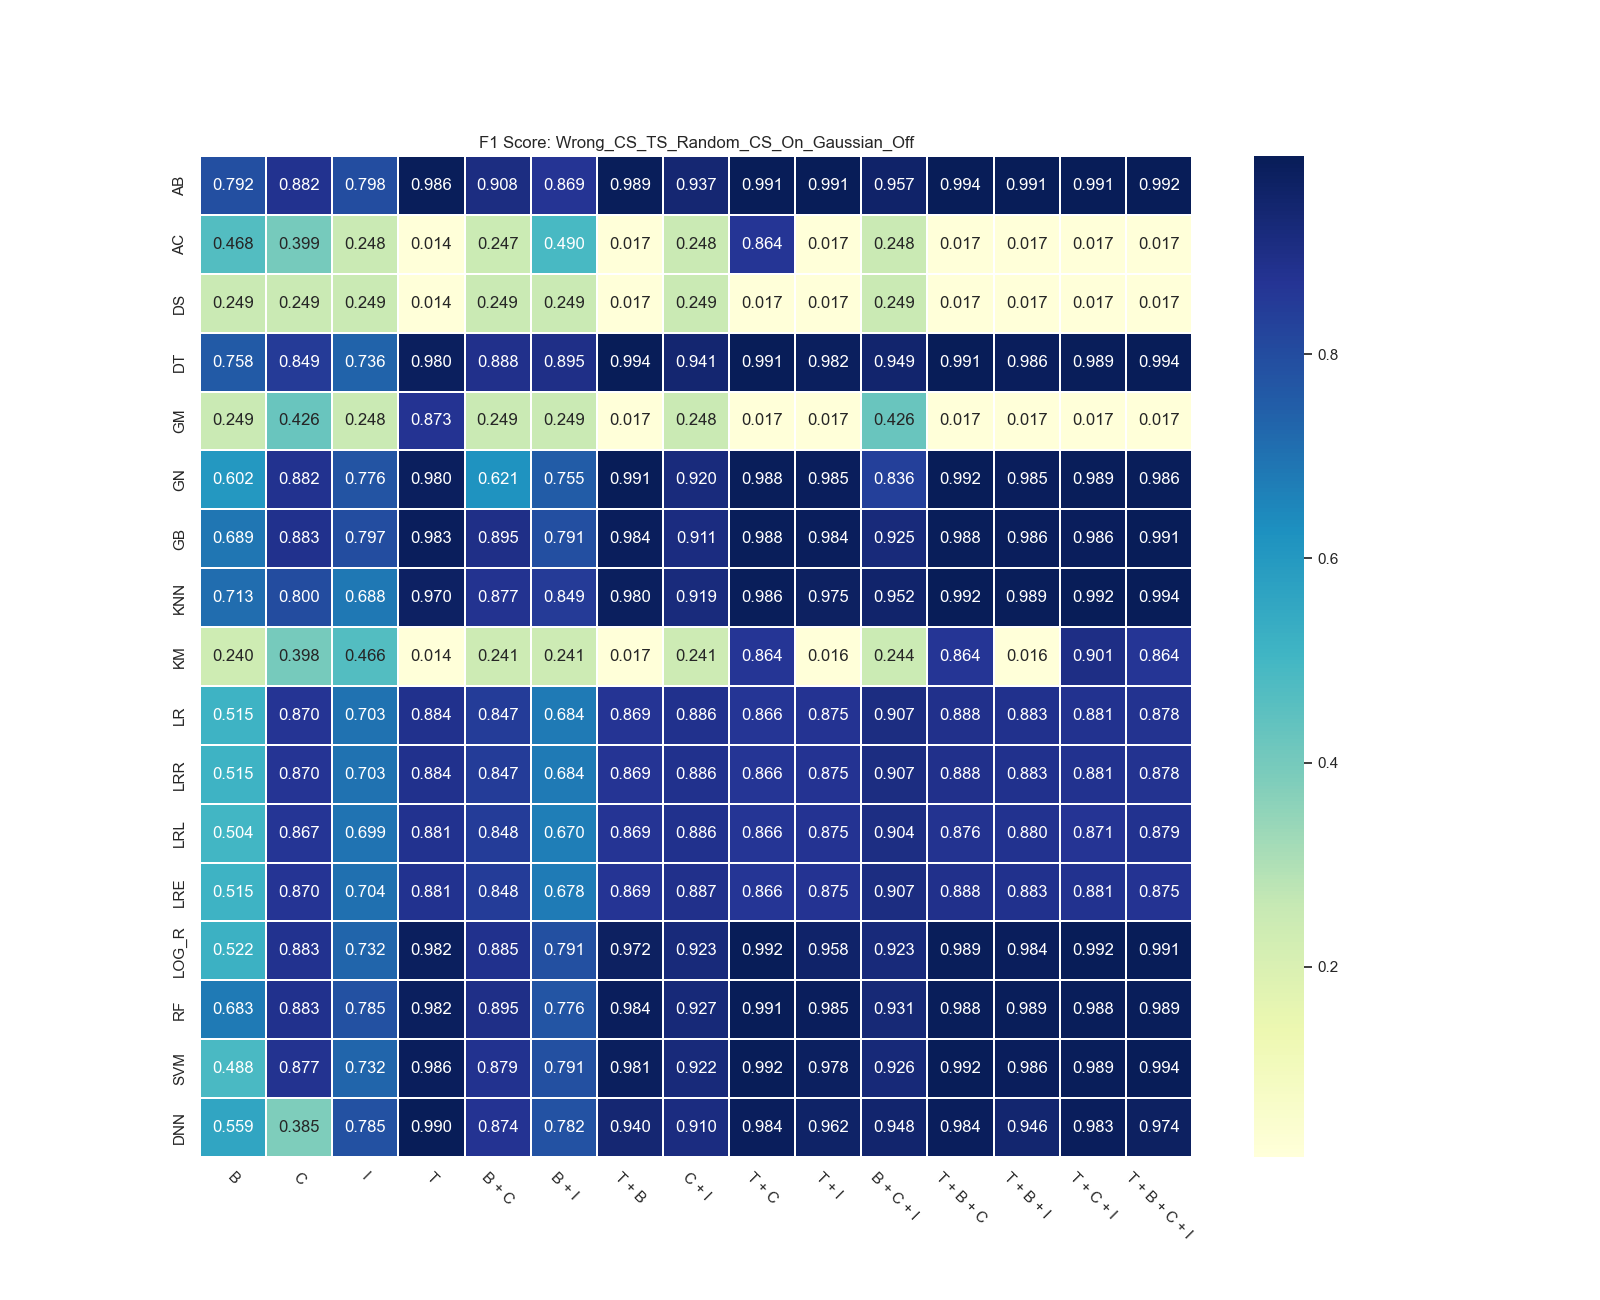 F1 Score: Wrong_CS_TS_Random_CS_On_Gaussian_Off
AB 0.792 0.882 0.798 0.986 0.908 0.869 0.989 0.937 0.991 0.991 0.957 0.994 0.991 0.991 0.992
AC 0.468 0.399 0.248 0.014 0.247 0.490 0.017 0.248 0.864 0.017 0.248 0.017 0.017 0.017 0.017
DS 0.249 0.249 0.249 0.014 0.249 0.249 0.017 0.249 0.017 0.017 0.249 0.017 0.017 0.017 0.017
DT 0.758 0.849 0.736 0.980 0.888 0.895 0.994 0.941 0.991 0.982 0.949 0.991 0.986 0.989 0.994
GM 0.249 0.426 0.248 0.873 0.249 0.249 0.017 0.248 0.017 0.017 0.426 0.017 0.017 0.017 0.017
GN 0.602 0.882 0.776 0.980 0.621 0.755 0.991 0.920 0.988 0.985 0.836 0.992 0.985 0.989 0.986
GB 0.689 0.883 0.797 0.983 0.895 0.791 0.984 0.911 0.988 0.984 0.925 0.988 0.986 0.986 0.991
KNN 0.713 0.800 0.688 0.970 0.877 0.849 0.980 0.919 0.986 0.975 0.952 0.992 0.989 0.992 0.994
KM 0.240 0.398 0.466 0.014 0.241 0.241 0.017 0.241 0.864 0.016 0.244 0.864 0.016 0.901 0.864
LR 0.515 0.870 0.703 0.884 0.847 0.684 0.869 0.886 0.866 0.875 0.907 0.888 0.883 0.881 0.878
LRR 0.515 0.870 0.703 0.884 0.847 0.684 0.869 0.886 0.866 0.875 0.907 0.888 0.883 0.881 0.878
LRL 0.504 0.867 0.699 0.881 0.848 0.670 0.869 0.886 0.866 0.875 0.904 0.876 0.880 0.871 0.879
LRE 0.515 0.870 0.704 0.881 0.848 0.678 0.869 0.887 0.866 0.875 0.907 0.888 0.883 0.881 0.875
LOG_R 0.522 0.883 0.732 0.982 0.885 0.791 0.972 0.923 0.992 0.958 0.923 0.989 0.984 0.992 0.991
RF 0.683 0.883 0.785 0.982 0.895 0.776 0.984 0.927 0.991 0.985 0.931 0.988 0.989 0.988 0.989
SVM 0.488 0.877 0.732 0.986 0.879 0.791 0.981 0.922 0.992 0.978 0.926 0.992 0.986 0.989 0.994
DNN 0.559 0.385 0.785 0.990 0.874 0.782 0.940 0.910 0.984 0.962 0.948 0.984 0.946 0.983 0.974
B C I T B + C B + I T + B C + I T + C T + I B + C + I T + B + C T + B + I T + C + I T + B + C + I
0.8
0.6
0.4
0.2